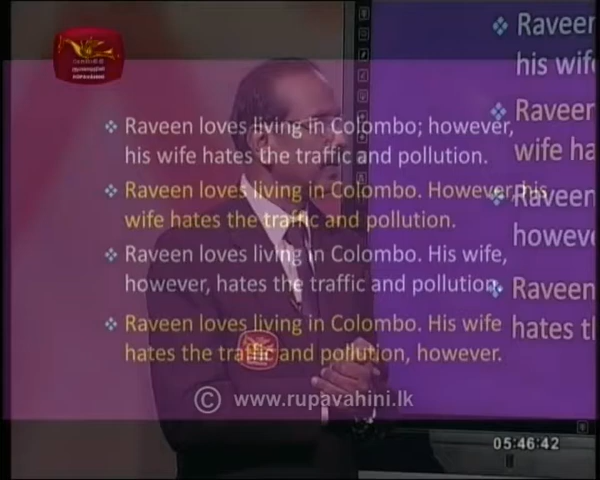 ❖ Raveen loves living in Colombo; however,
his wife hates the traffic and pollution.
❖ Raveen loves living in Colombo. However, his
wife hates the traffic and pollution.
❖ Raveen loves living in Colombo. His wife,
however, hates the traffic and pollution.
❖ Raveen loves living in Colombo. His wife
hates the traffic and pollution, however.
© www.rupavahini.lk
05:46:42
❖ Raveen
his wife
❖ Raveen
wife ha
❖ Raveen
howeve
❖ Raveen
hates t
RUPAVAHINI